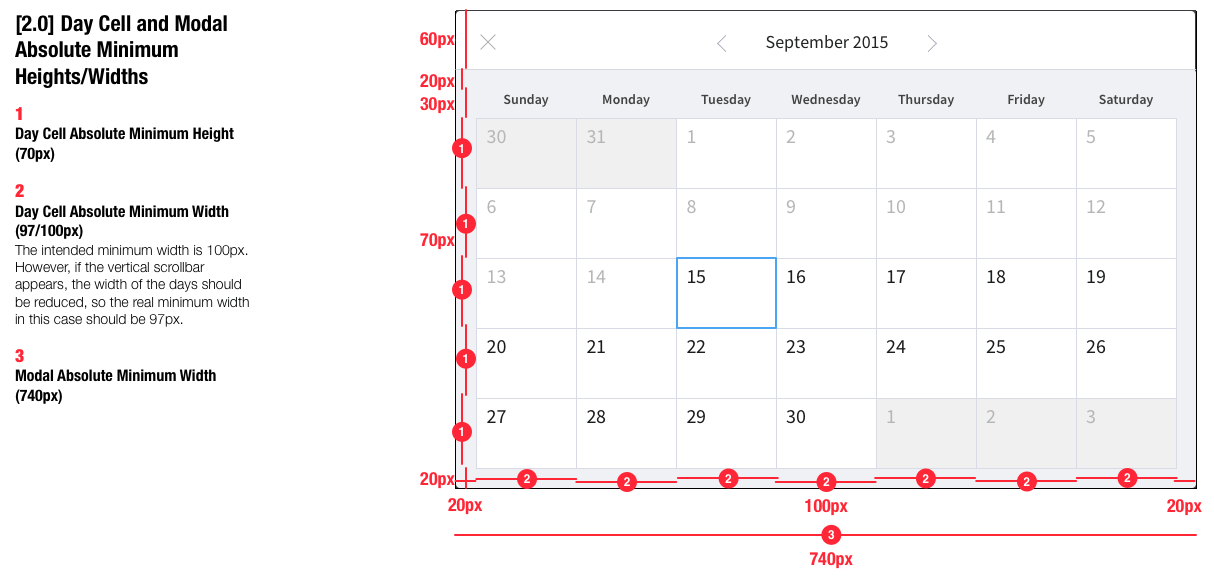 [2.0] Day Cell and Modal
Absolute Minimum
Heights/Widths
1
Day Cell Absolute Minimum Height
(70px)
2
Day Cell Absolute Minimum Width
(97/100px)
The intended minimum width is 100px.
However, if the vertical scrollbar
appears, the width of the days should
be reduced, so the real minimum width
in this case should be 97px.
3
Modal Absolute Minimum Width
(740px)
60px
September 2015
20px
30px
Sunday Monday Tuesday Wednesday Thursday Friday Saturday
30 31 1 2 3 4 5
1
6 7 8 9 10 11 12
1
70px
13 14 15 16 17 18 19
1
20 21 22 23 24 25 26
1
27 28 29 30 1 2 3
1
20px
2 2 2 2 2 2 2
20px 100px 20px
3
740px